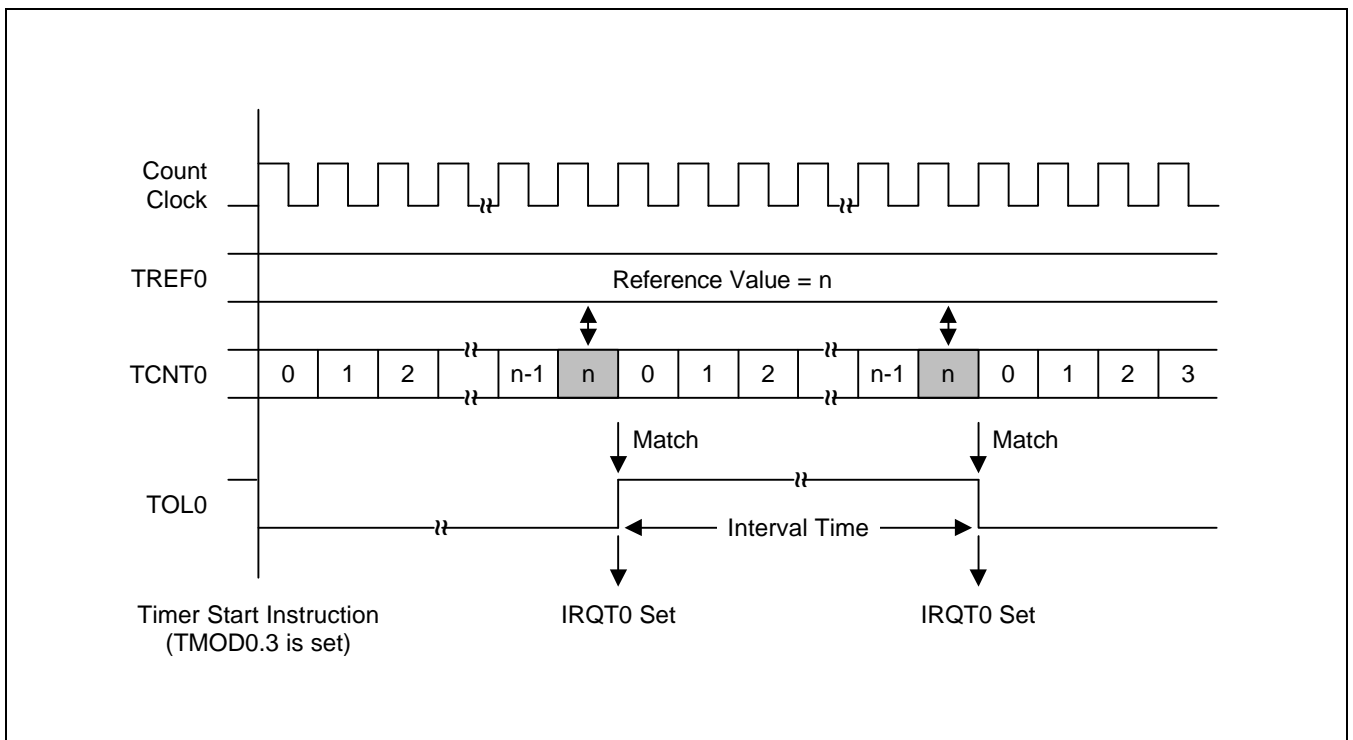 Count
Clock
TREF0
Reference Value = n
TCNT0
0 1 2 n-1 n 0 1 2 n-1 n 0 1 2 3
Match Match
TOL0
Interval Time
Timer Start Instruction
(TMOD0.3 is set)
IRQT0 Set IRQT0 Set